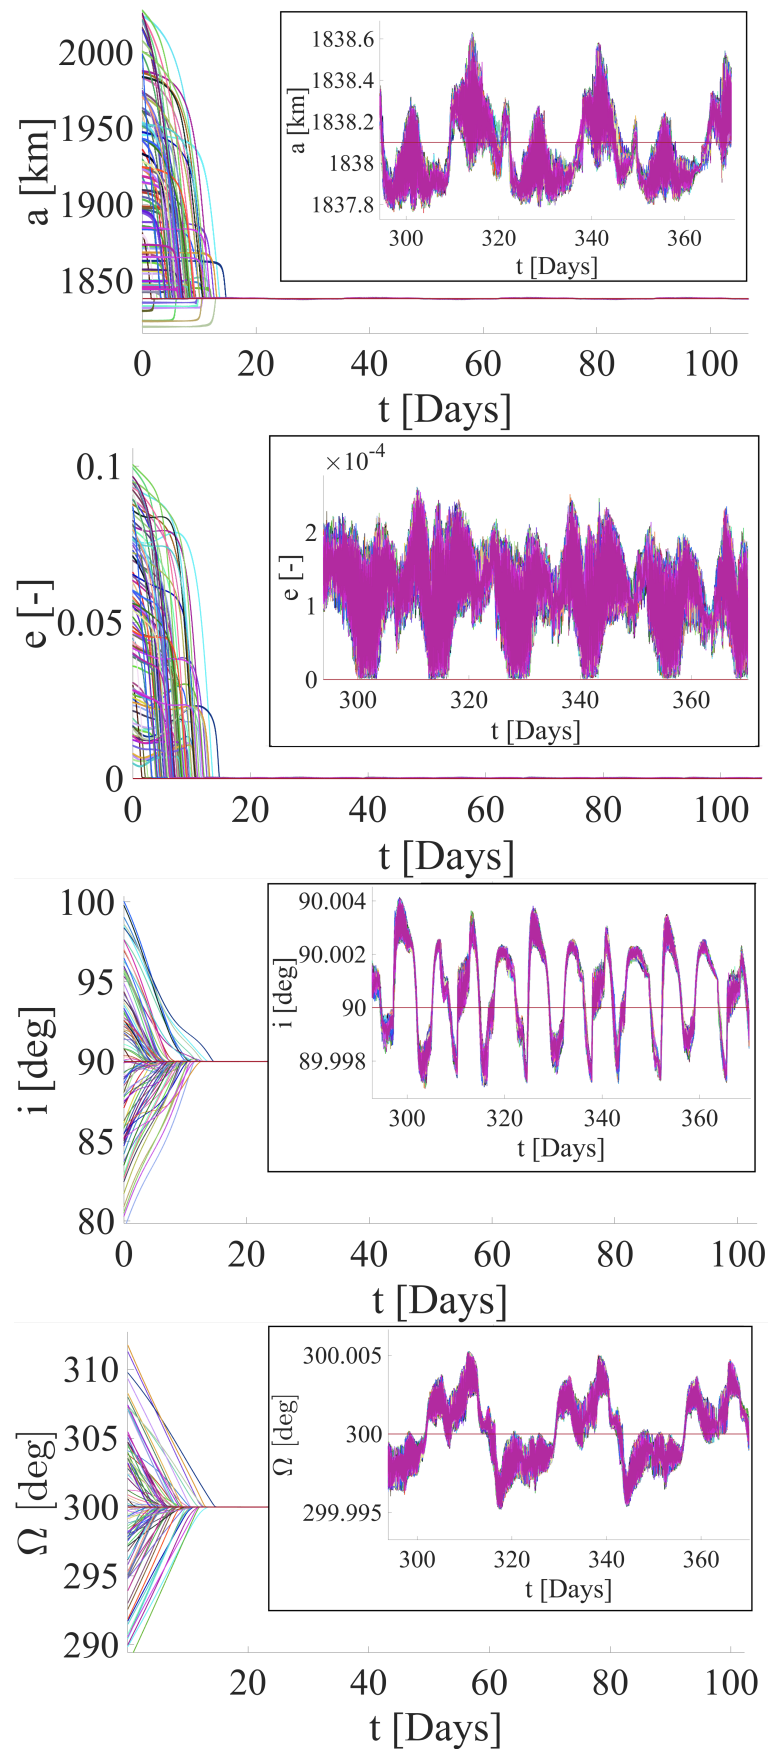 2000
1950
1900
1850
a [km]
0 20 40 60 80 100
t [Days]
1838.6
1838.4
1838.2
1838
1837.8
a [km]
300 320 340 360
t [Days]
0.1
0.05
0
e [-]
0 20 40 60 80 100
t [Days]
×10⁻⁴
2
1
0
e [-]
300 320 340 360
t [Days]
100
95
90
85
80
i [deg]
0 20 40 60 80 100
t [Days]
90.004
90.002
90
89.998
i [deg]
300 320 340 360
t [Days]
310
305
300
295
290
Ω [deg]
20 40 60 80 100
t [Days]
300.005
300
299.995
Ω [deg]
300 320 340 360
t [Days]